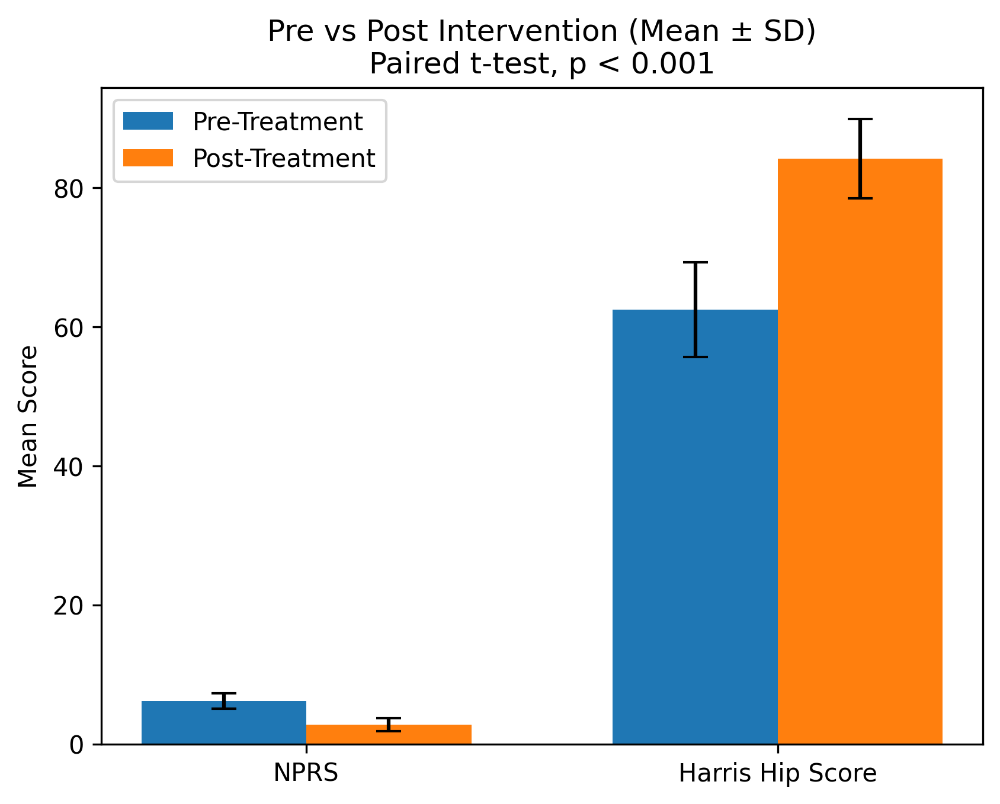 Pre vs Post Intervention (Mean ± SD)
Paired t-test, p < 0.001
Pre-Treatment
Post-Treatment
Mean Score
80
60
40
20
0
NPRS
Harris Hip Score